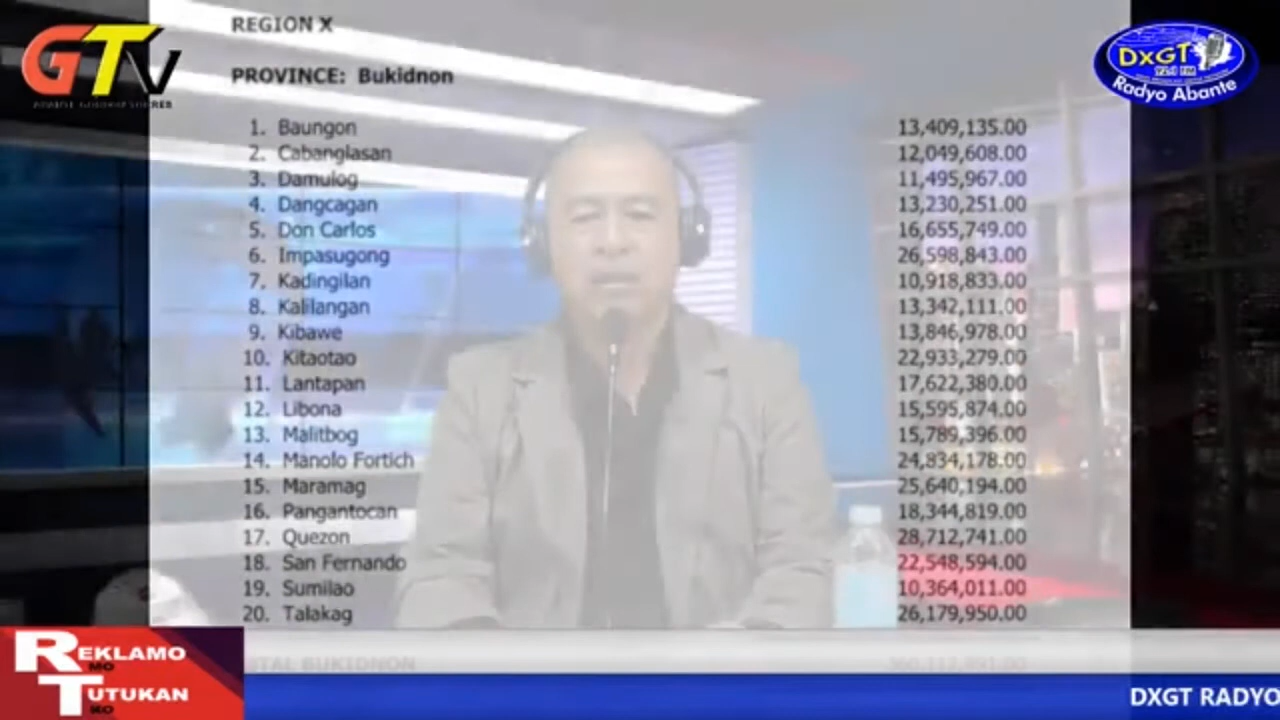 GTV
REGION X
DxGT
92.3 FM
Radyo Abante
PROVINCE: Bukidnon
1. Baungon 13,409,135.00
2. Cabanglasan 12,049,608.00
3. Damulog 11,495,967.00
4. Dangcagan 13,230,251.00
5. Don Carlos 16,655,749.00
6. Impasugong 26,598,843.00
7. Kadingilan 10,918,833.00
8. Kalilangan 13,342,111.00
9. Kibawe 13,846,978.00
10. Kitaotao 22,933,279.00
11. Lantapan 17,622,380.00
12. Libona 15,595,874.00
13. Malitbog 15,789,396.00
14. Manolo Fortich 24,834,178.00
15. Maramag 25,640,194.00
16. Pangantocan 18,344,819.00
17. Quezon 28,712,741.00
18. San Fernando 22,548,594.00
19. Sumilao 10,364,011.00
20. Talakag 26,179,950.00
BUKIDNON
REKLAMO
MO
TUTUKAN
KO
DXGT RADYO